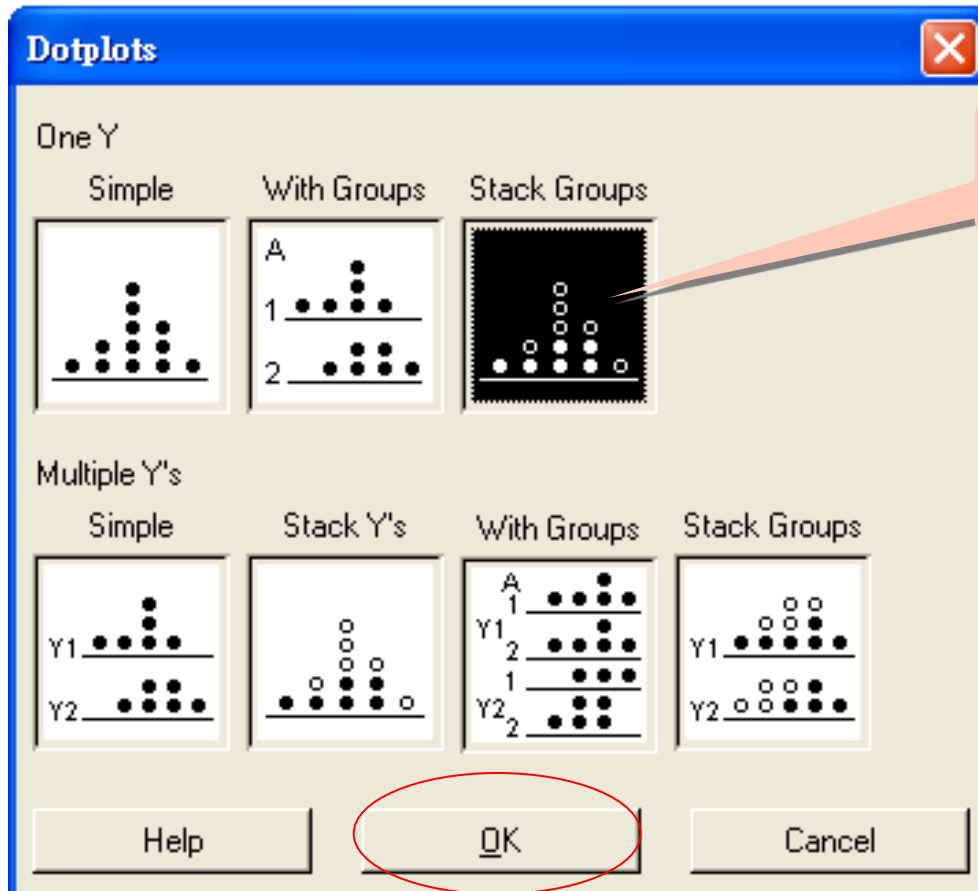 Dotplots
One Y
Simple With Groups Stack Groups
A
1
2
Multiple Y's
Simple Stack Y's With Groups Stack Groups
Y1
Y2
A
1
Y1
2
1
Y2
2
Y1
Y2
Help OK Cancel